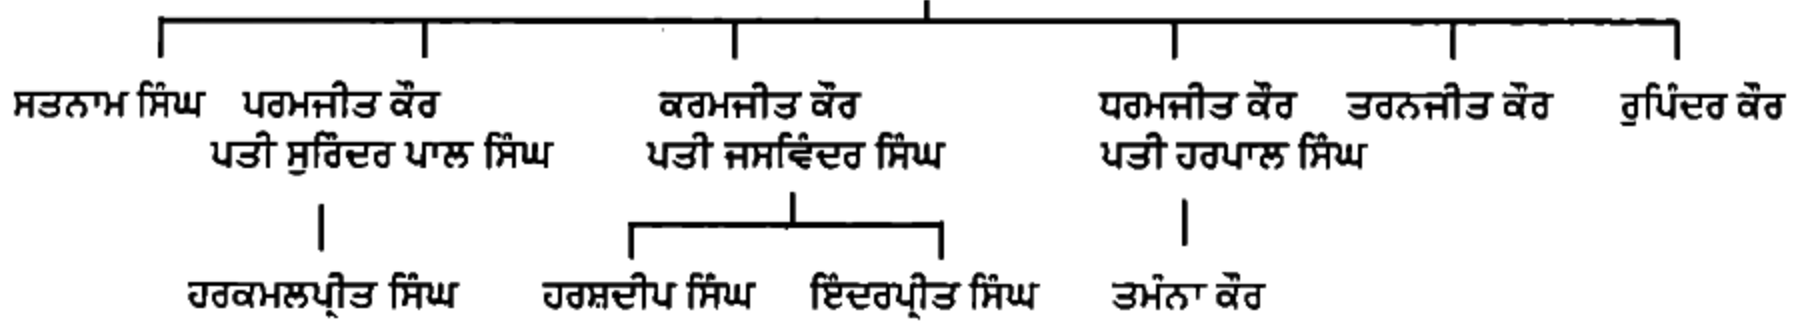 ਸਤਨਾਮ ਸਿੰਘ ਪਰਮਜੀਤ ਕੌਰ ਕਰਮਜੀਤ ਕੌਰ ਧਰਮਜੀਤ ਕੌਰ ਤਰਨਜੀਤ ਕੌਰ ਰੁਪਿੰਦਰ ਕੌਰ
ਪਤੀ ਸੁਰਿੰਦਰ ਪਾਲ ਸਿੰਘ ਪਤੀ ਜਸਵਿੰਦਰ ਸਿੰਘ ਪਤੀ ਹਰਪਾਲ ਸਿੰਘ
ਹਰਕਮਲਪ੍ਰੀਤ ਸਿੰਘ ਹਰਸ਼ਦੀਪ ਸਿੰਘ ਇੰਦਰਪ੍ਰੀਤ ਸਿੰਘ ਤਮੰਨਾ ਕੌਰ